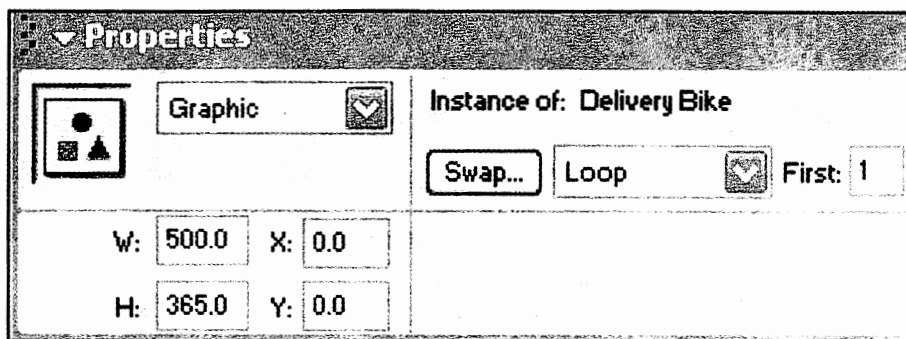 Properties
Graphic
Instance of: Delivery Bike
Swap... Loop First: 1
W: 500.0 X: 0.0
H: 365.0 Y: 0.0